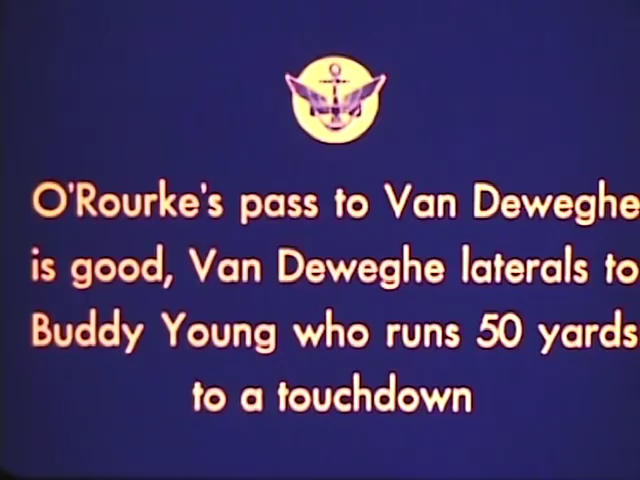 O'Rourke's pass to Van Deweghe
is good, Van Deweghe laterals to
Buddy Young who runs 50 yards
to a touchdown